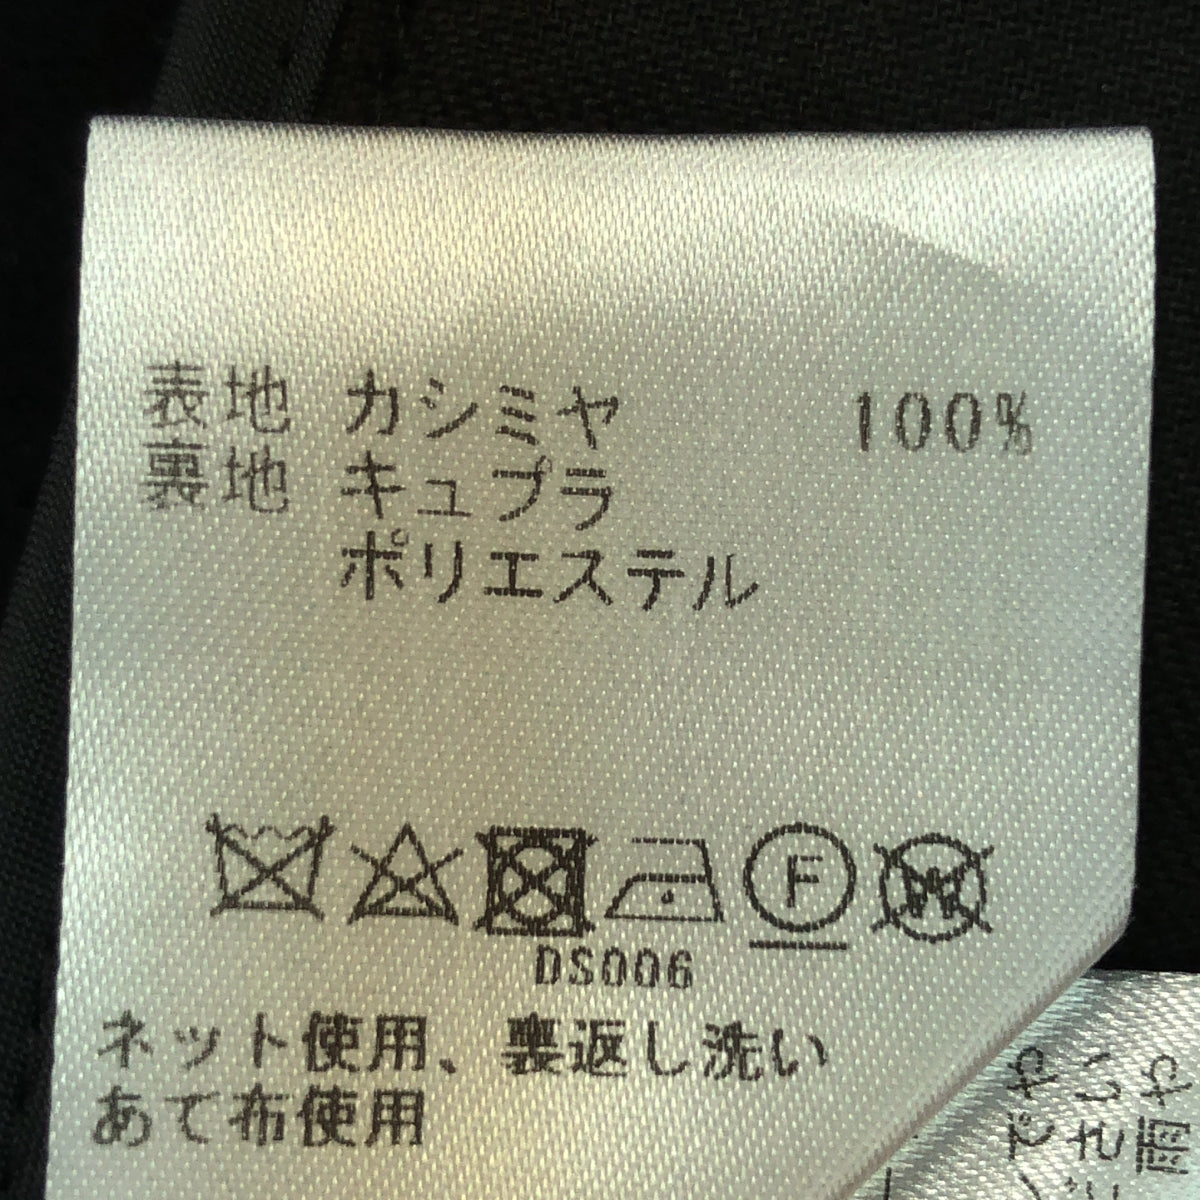 表地 カシミヤ 100%
裏地 キュプラ
ポリエステル
F
W
DS006
ネット使用、裏返し洗い
あて布使用